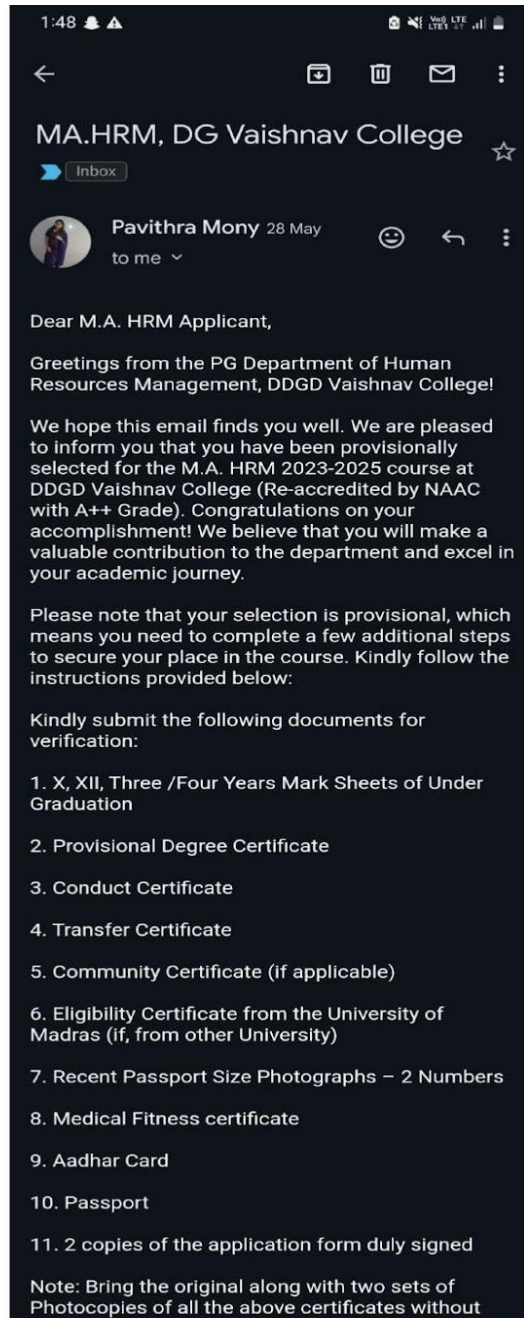 1:48
Vo)) LTE
LTE1
MA.HRM, DG Vaishnav College
Inbox
Pavithra Mony 28 May
to me
Dear M.A. HRM Applicant,
Greetings from the PG Department of Human
Resources Management, DDGD Vaishnav College!
We hope this email finds you well. We are pleased
to inform you that you have been provisionally
selected for the M.A. HRM 2023-2025 course at
DDGD Vaishnav College (Re-accredited by NAAC
with A++ Grade). Congratulations on your
accomplishment! We believe that you will make a
valuable contribution to the department and excel in
your academic journey.
Please note that your selection is provisional, which
means you need to complete a few additional steps
to secure your place in the course. Kindly follow the
instructions provided below:
Kindly submit the following documents for
verification:
1. X, XII, Three /Four Years Mark Sheets of Under
Graduation
2. Provisional Degree Certificate
3. Conduct Certificate
4. Transfer Certificate
5. Community Certificate (if applicable)
6. Eligibility Certificate from the University of
Madras (if, from other University)
7. Recent Passport Size Photographs – 2 Numbers
8. Medical Fitness certificate
9. Aadhar Card
10. Passport
11. 2 copies of the application form duly signed
Note: Bring the original along with two sets of
Photocopies of all the above certificates without